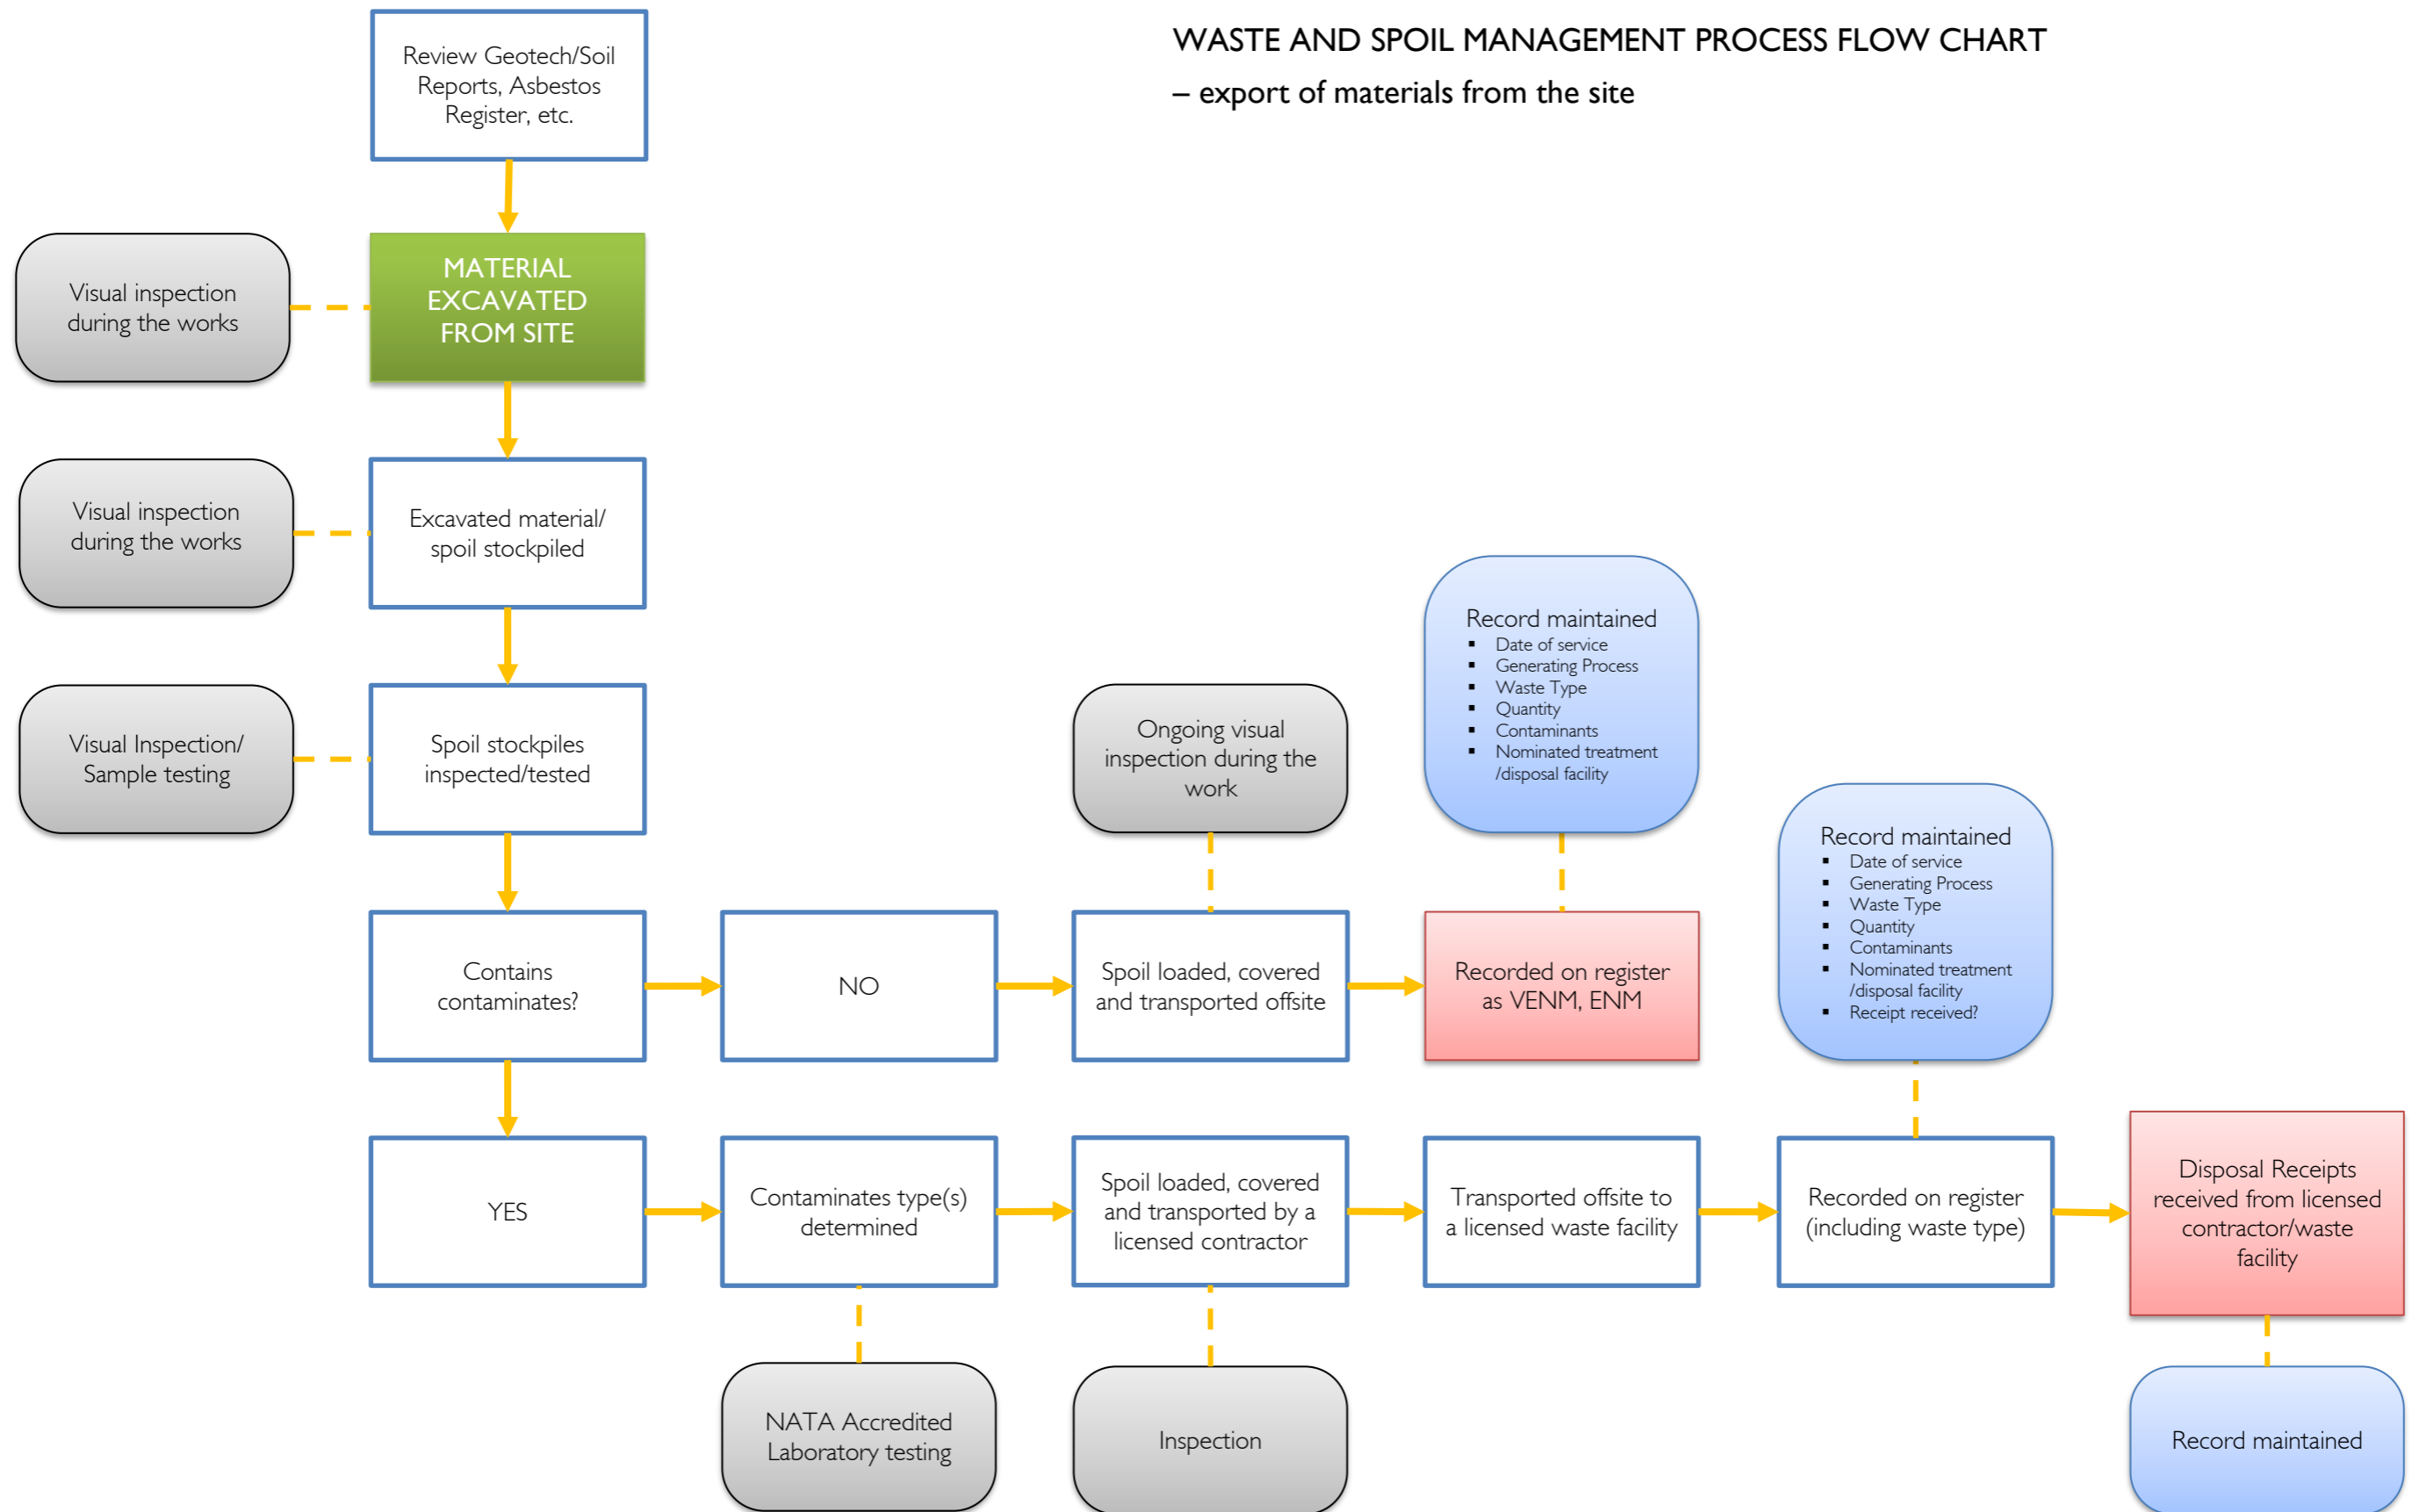 WASTE AND SPOIL MANAGEMENT PROCESS FLOW CHART
– export of materials from the site
Review Geotech/Soil
Reports, Asbestos
Register, etc.
Visual inspection
during the works
MATERIAL
EXCAVATED
FROM SITE
Visual inspection
during the works
Excavated material/
spoil stockpiled
Visual Inspection/
Sample testing
Spoil stockpiles
inspected/tested
Ongoing visual
inspection during the
work
Record maintained
▪ Date of service
▪ Generating Process
▪ Waste Type
▪ Quantity
▪ Contaminants
▪ Nominated treatment
/disposal facility
Record maintained
▪ Date of service
▪ Generating Process
▪ Waste Type
▪ Quantity
▪ Contaminants
▪ Nominated treatment
/disposal facility
▪ Receipt received?
Contains
contaminates?
NO
Spoil loaded, covered
and transported offsite
Recorded on register
as VENM, ENM
YES
Contaminates type(s)
determined
Spoil loaded, covered
and transported by a
licensed contractor
Transported offsite to
a licensed waste facility
Recorded on register
(including waste type)
Disposal Receipts
received from licensed
contractor/waste
facility
NATA Accredited
Laboratory testing
Inspection
Record maintained